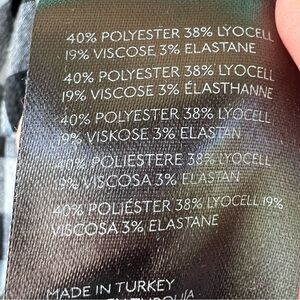 40% POLYESTER 38% LYOCELL
19% VISCOSE 3% ELASTANE
40% POLYESTER 38% LYOCELL
19% VISCOSE 3% ÉLASTHANNE
40% POLYESTER 38% LYOCELL
19% VISKOSE 3% ELASTAN
40% POLIESTERE 38% LYOCELL
19% VISCOSA 3% ELASTAN
40% POLIÉSTER 38% LYOCELL 19%
VISCOSA 3% ELASTANE
MADE IN TURKEY